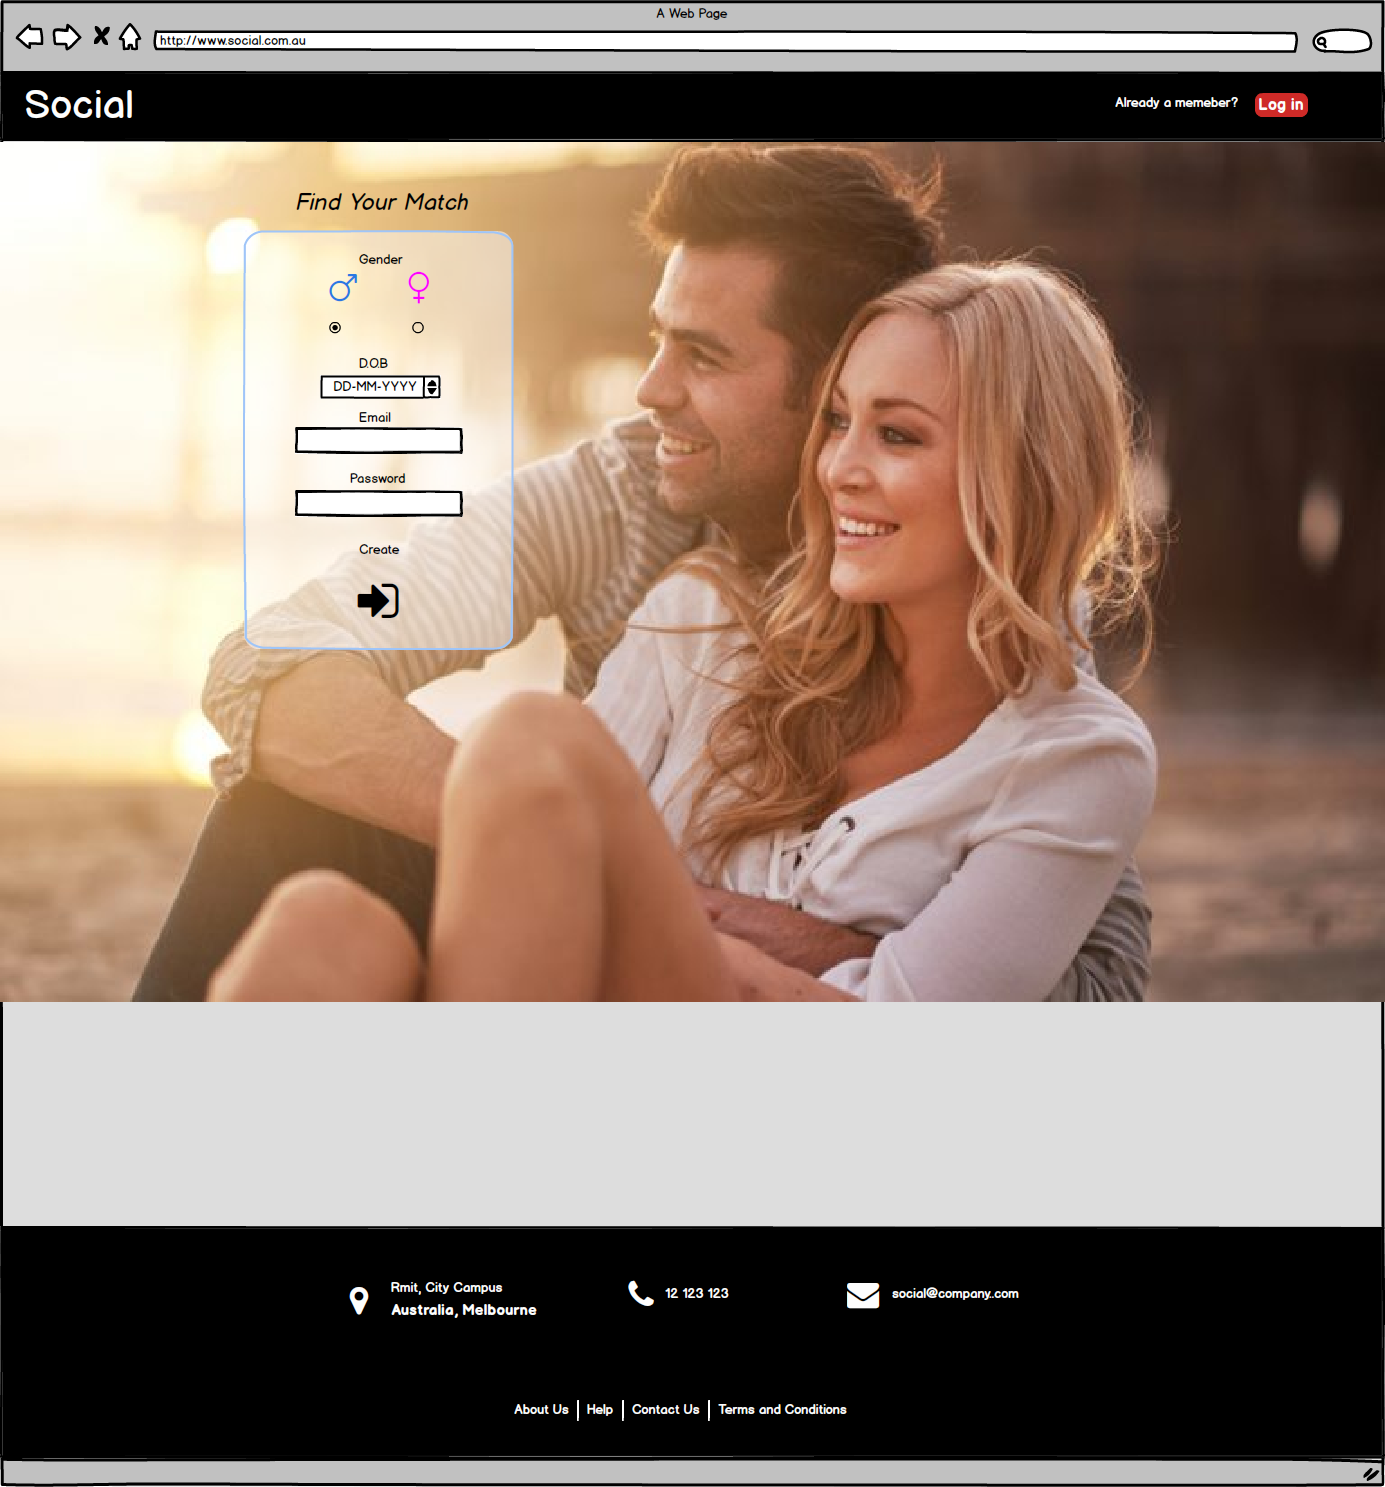 A Web Page
http://www.social.com.au
Social
Already a memeber?
Log in
Find Your Match
Gender
D.O.B
DD-MM-YYYY
Email
Password
Create
Rmit, City Campus
Australia, Melbourne
12 123 123
social@company..com
About Us
Help
Contact Us
Terms and Conditions